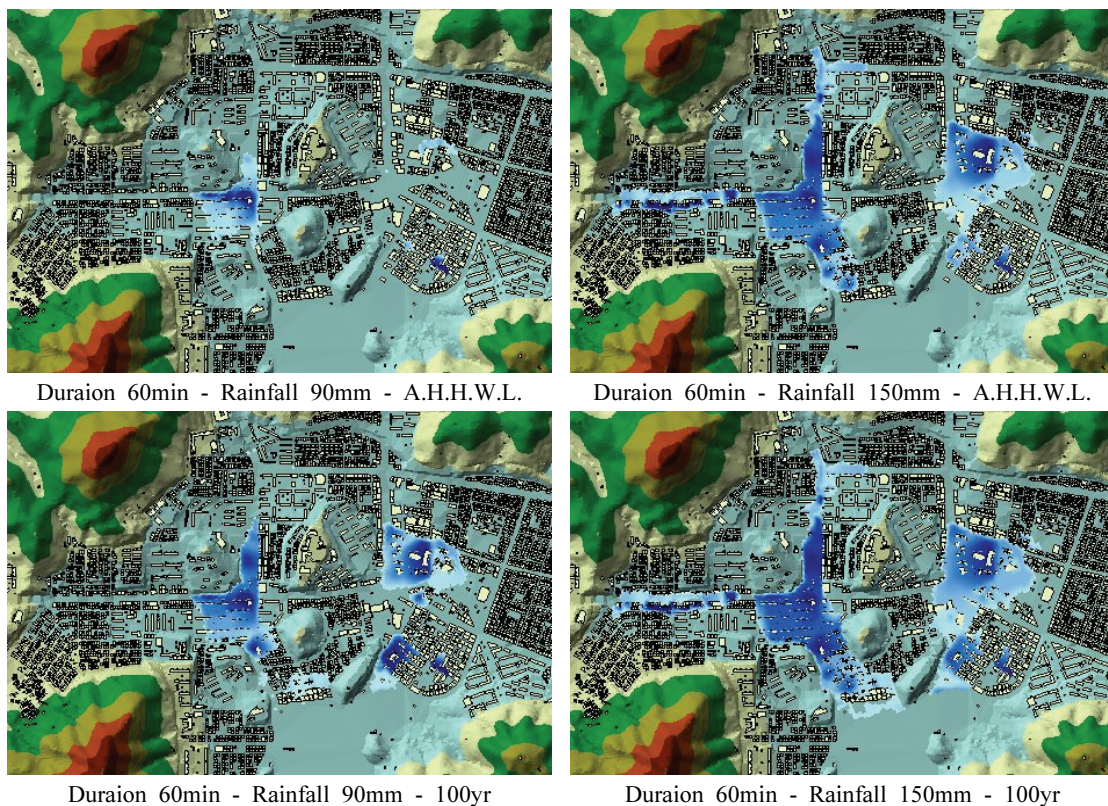 Duraion 60min - Rainfall 90mm - A.H.H.W.L.
Duraion 60min - Rainfall 150mm - A.H.H.W.L.
Duraion 60min - Rainfall 90mm - 100yr
Duraion 60min - Rainfall 150mm - 100yr